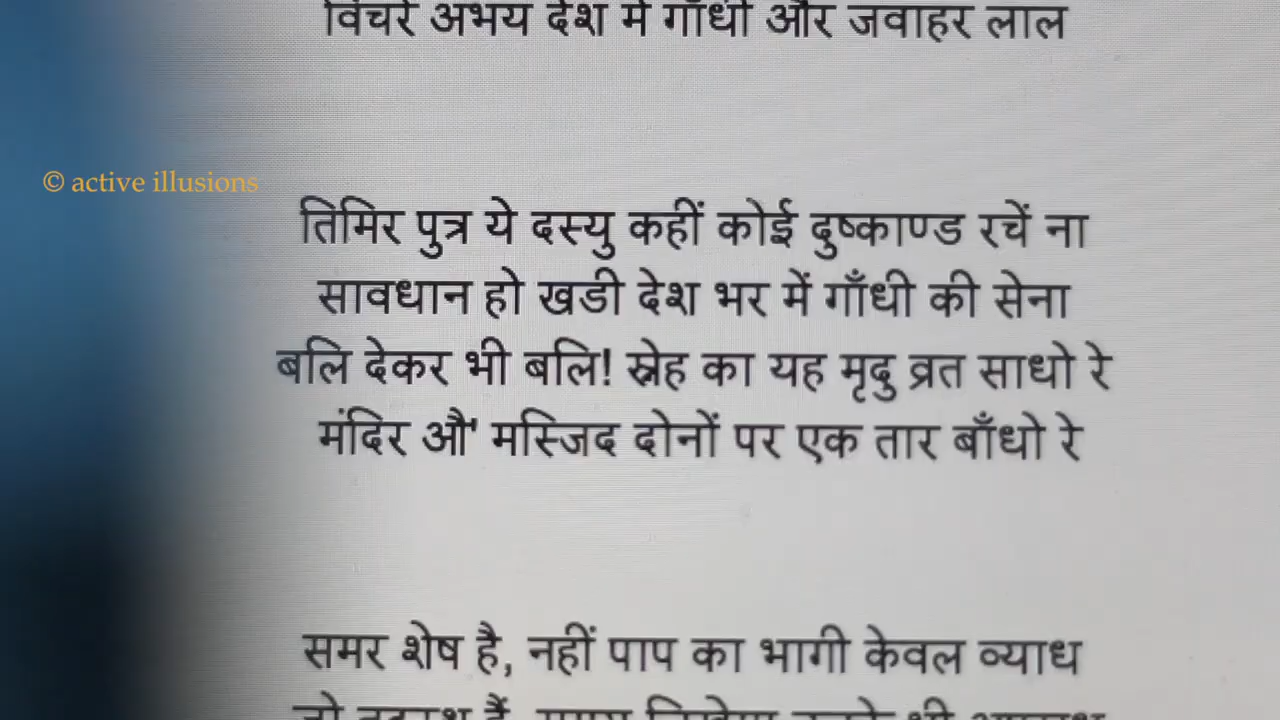 विचरें अभय देश में गाँधी और जवाहर लाल
© active illusions
तिमिर पुत्र ये दस्यु कहीं कोई दुष्काण्ड रचें ना
सावधान हो खडी देश भर में गाँधी की सेना
बलि देकर भी बलि! स्नेह का यह मृदु व्रत साधो रे
मंदिर औ' मस्जिद दोनों पर एक तार बाँधो रे
समर शेष है, नहीं पाप का भागी केवल व्याध